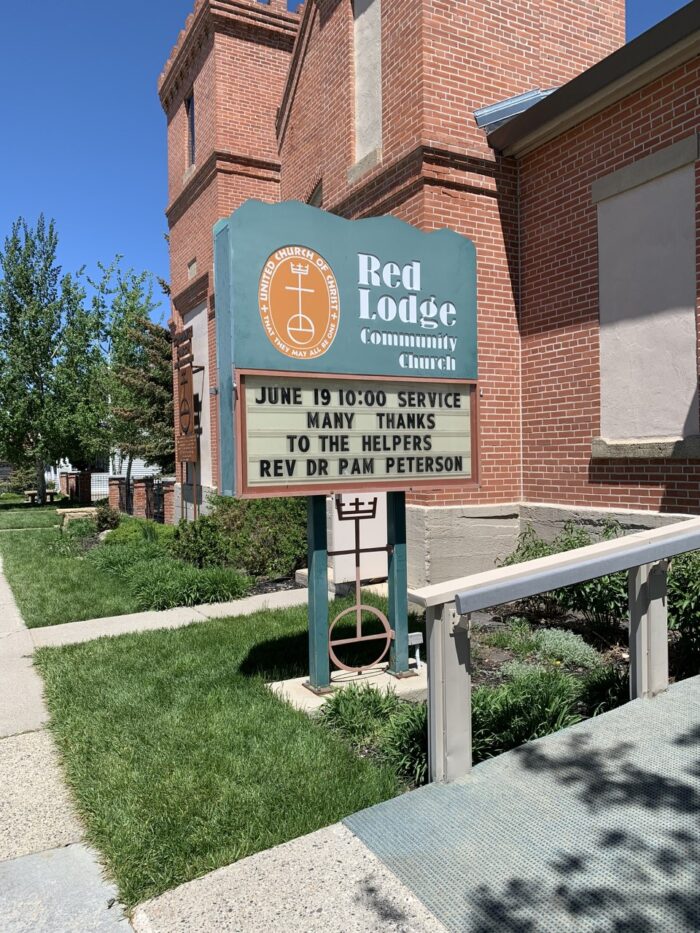 UNITED CHURCH OF CHRIST
THAT THEY MAY ALL BE ONE
Red
Lodge
Community
Church
JUNE 19 10:00 SERVICE
MANY THANKS
TO THE HELPERS
REV DR PAM PETERSON